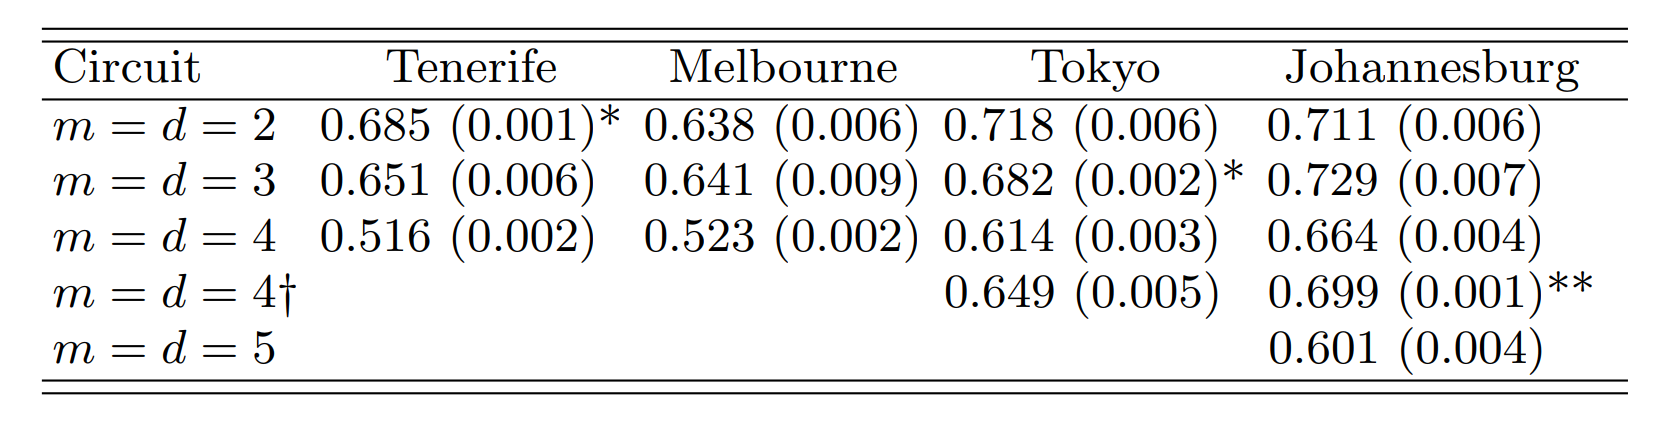 Circuit Tenerife Melbourne Tokyo Johannesburg
m = d = 2 0.685 (0.001)* 0.638 (0.006) 0.718 (0.006) 0.711 (0.006)
m = d = 3 0.651 (0.006) 0.641 (0.009) 0.682 (0.002)* 0.729 (0.007)
m = d = 4 0.516 (0.002) 0.523 (0.002) 0.614 (0.003) 0.664 (0.004)
m = d = 4† 0.649 (0.005) 0.699 (0.001)**
m = d = 5 0.601 (0.004)